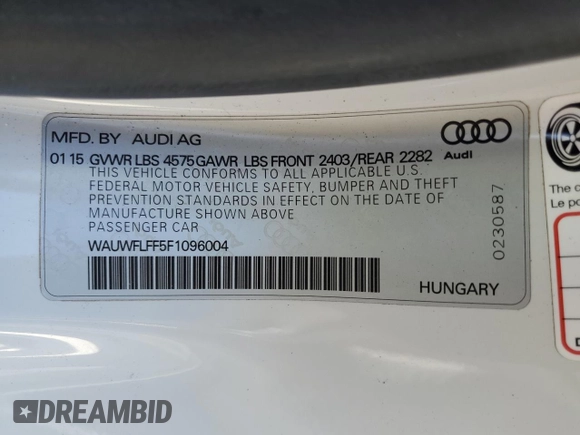 MFD. BY AUDI AG
01 15 GVWR LBS 4575 GAWR LBS FRONT 2403/REAR 2282
Audi
THIS VEHICLE CONFORMS TO ALL APPLICABLE U.S.
FEDERAL MOTOR VEHICLE SAFETY, BUMPER AND THEFT
PREVENTION STANDARDS IN EFFECT ON THE DATE OF
MANUFACTURE SHOWN ABOVE
PASSENGER CAR
WAUWFLFF5F1096004
HUNGARY
0230587
The c
Le po
D
DREAMBID